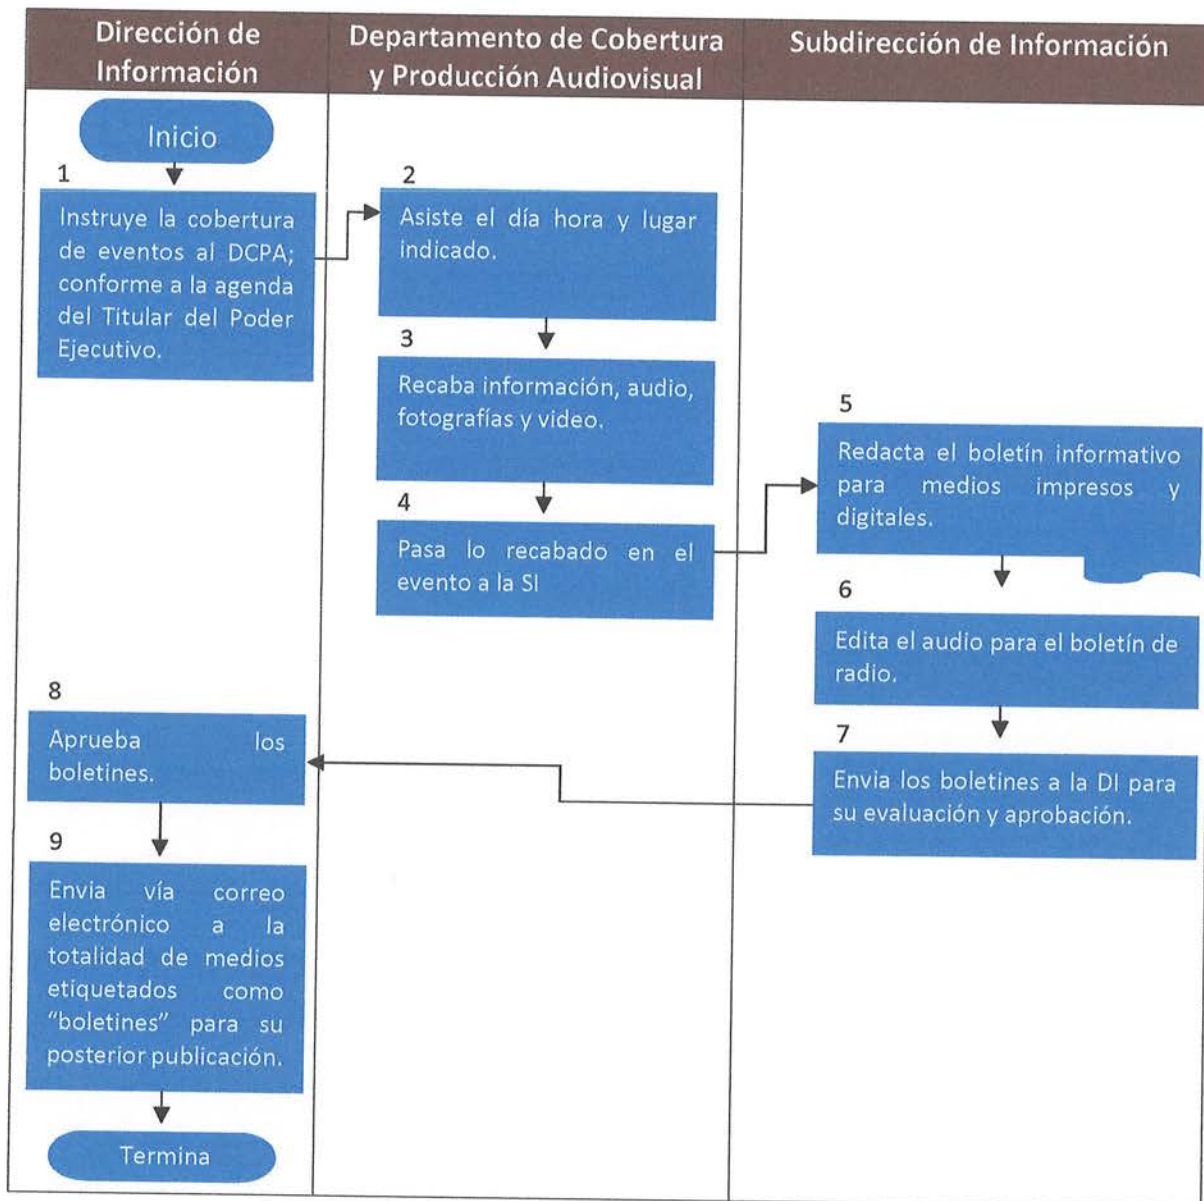 Dirección de
Información
Departamento de Cobertura
y Producción Audiovisual
Subdirección de Información
Inicio
1
Instruye la cobertura
de eventos al DCPA;
conforme a la agenda
del Titular del Poder
Ejecutivo.
2
Asiste el día hora y lugar
indicado.
3
Recaba información, audio,
fotografías y video.
4
Pasa lo recabado en el
evento a la SI
5
Redacta el boletín informativo
para medios impresos y
digitales.
6
Edita el audio para el boletín de
radio.
7
Envia los boletines a la DI para
su evaluación y aprobación.
8
Aprueba los
boletines.
9
Envia vía correo
electrónico a la
totalidad de medios
etiquetados como
“boletines” para su
posterior publicación.
Termina